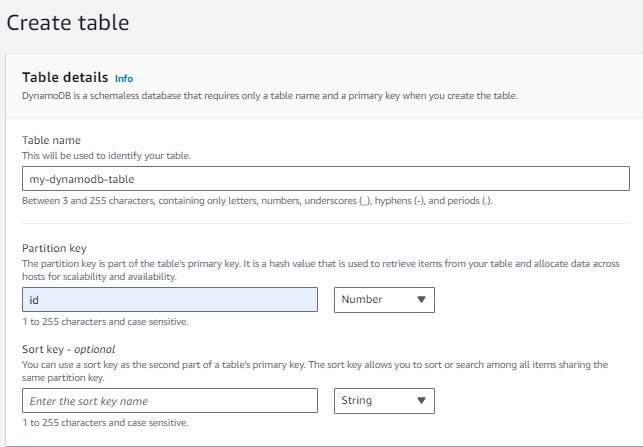 Create table
Table details Info
DynamoDB is a schemaless database that requires only a table name and a primary key when you create the table.
Table name
This will be used to identify your table.
my-dynamodb-table
Between 3 and 255 characters, containing only letters, numbers, underscores (_), hyphens (-), and periods (.).
Partition key
The partition key is part of the table's primary key. It is a hash value that is used to retrieve items from your table and allocate data across
hosts for scalability and availability.
id Number
1 to 255 characters and case sensitive.
Sort key - optional
You can use a sort key as the second part of a table's primary key. The sort key allows you to sort or search among all items sharing the
same partition key.
Enter the sort key name String
1 to 255 characters and case sensitive.